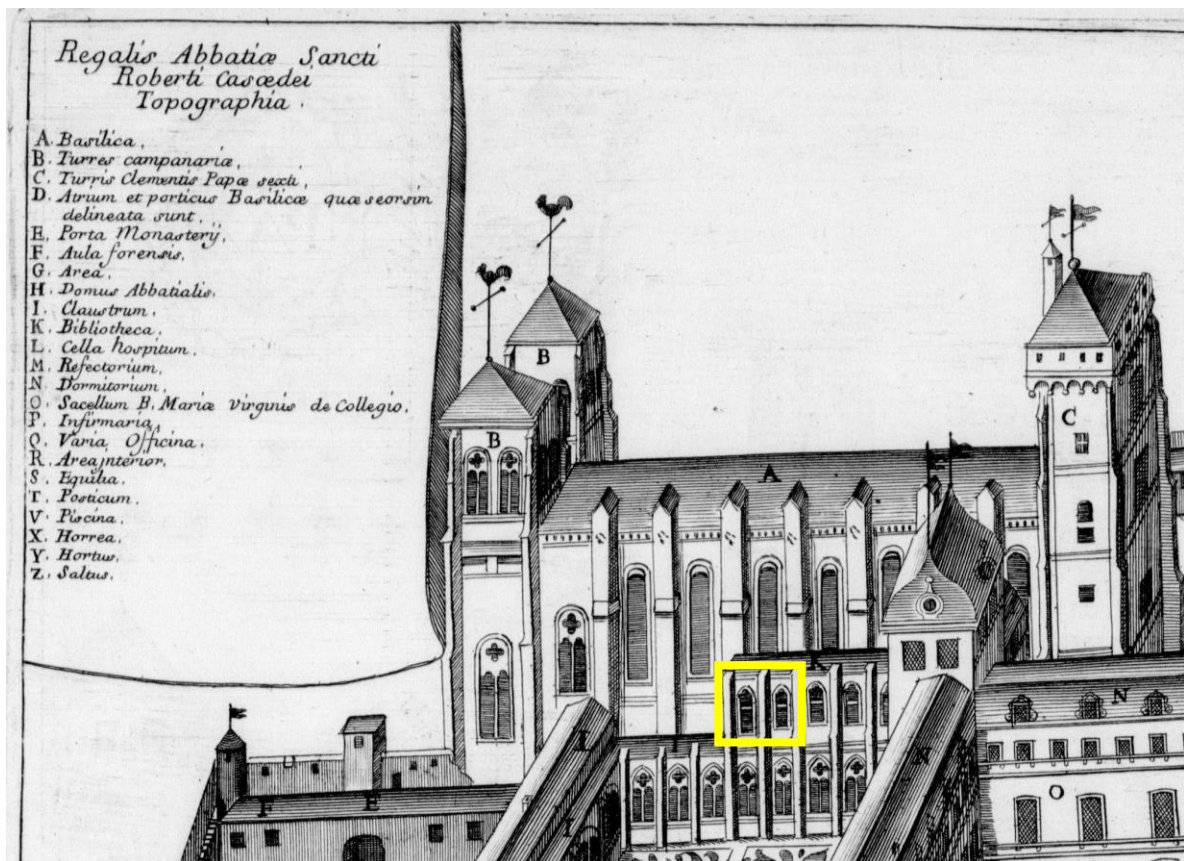 Regalis Abbatiæ Sancti
Roberti Casædei
Topographia.
A. Basilica,
B. Turres campanariæ,
C. Turris Clementis Papæ sexti,
D. Atrium et porticus Basilicæ quæ seorsim
delineata sunt,
E. Porta Monasterij,
F. Aula forensis,
G. Area,
H. Domus Abbatialis,
I. Claustrum,
K. Bibliotheca,
L. Cella hospitum,
M. Refectorium,
N. Dormitorium,
O. Sacellum B. Mariæ Virginis de Collegio,
P. Infirmaria,
Q. Varia Officina,
R. Area interior,
S. Equilia,
T. Posticum,
V. Piscina,
X. Horrea,
Y. Hortus,
Z. Saltus,
B
B
C
A
K
N
L
I
N
F E
O
I